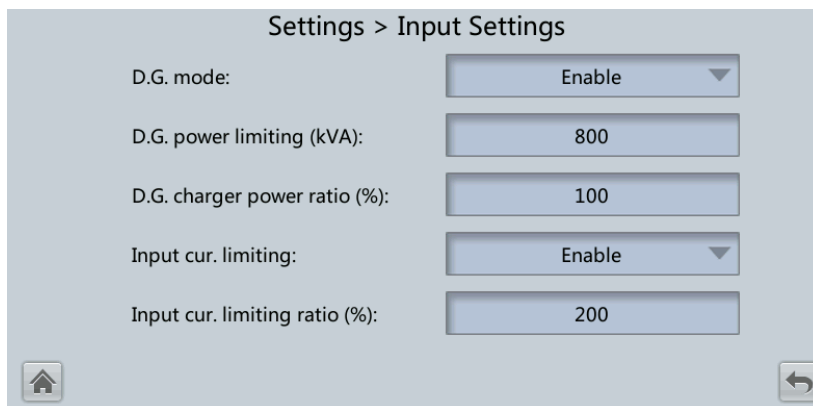 Settings > Input Settings
D.G. mode: Enable
D.G. power limiting (kVA): 800
D.G. charger power ratio (%): 100
Input cur. limiting: Enable
Input cur. limiting ratio (%): 200